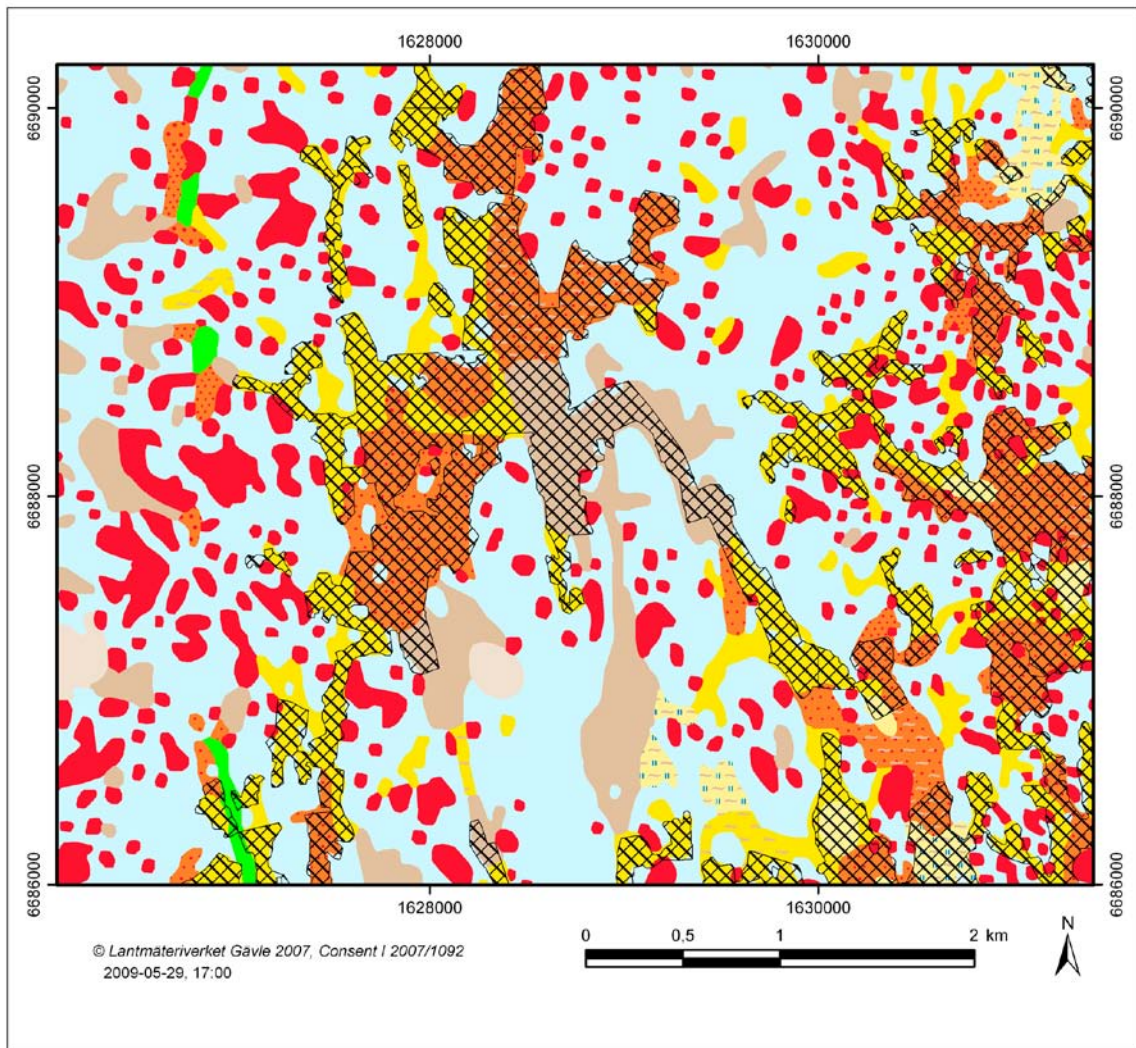 1628000 1630000
6690000 6690000
6688000 6688000
6686000 6686000
1628000 1630000
0 0,5 1 2 km
N
© Lantmäteriverket Gävle 2007, Consent I 2007/1092
2009-05-29, 17:00